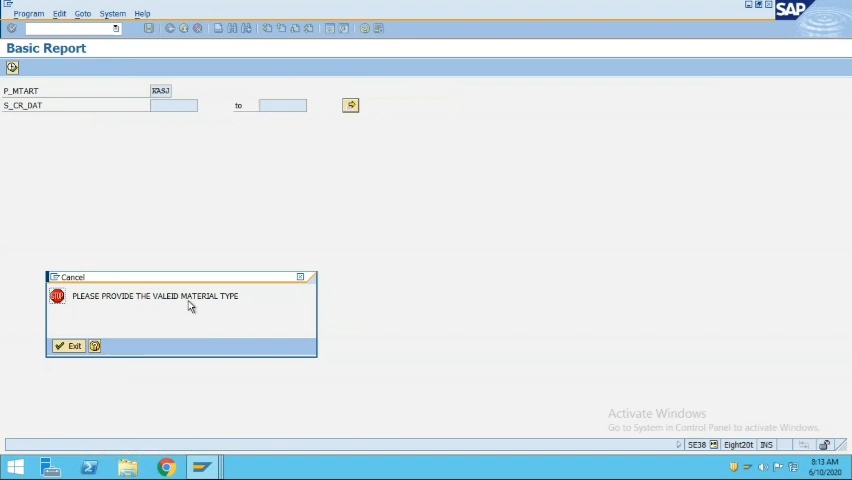 Program Edit Goto System Help
SAP
Basic Report
P_MTART KASJ
S_CR_DAT to
Cancel
STOP PLEASE PROVIDE THE VALEID MATERIAL TYPE
Exit
Activate Windows
Go to System in Control Panel to activate Windows.
SE38 Eight20t INS
8:13 AM
6/10/2020